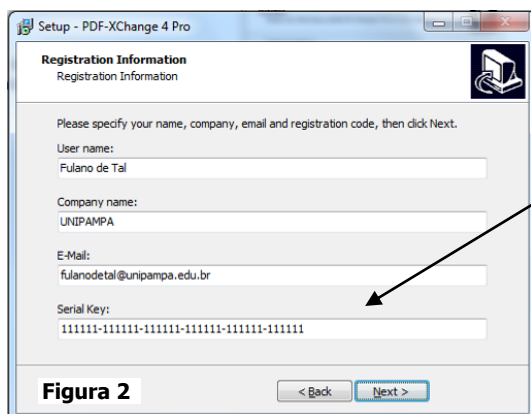 Setup - PDF-XChange 4 Pro
Registration Information
Registration Information
Please specify your name, company, email and registration code, then click Next.
User name:
Fulano de Tal
Company name:
UNIPAMPA
E-Mail:
fulanodetal@unipampa.edu.br
Serial Key:
111111-111111-111111-111111-111111-111111
Figura 2
< Back
Next >